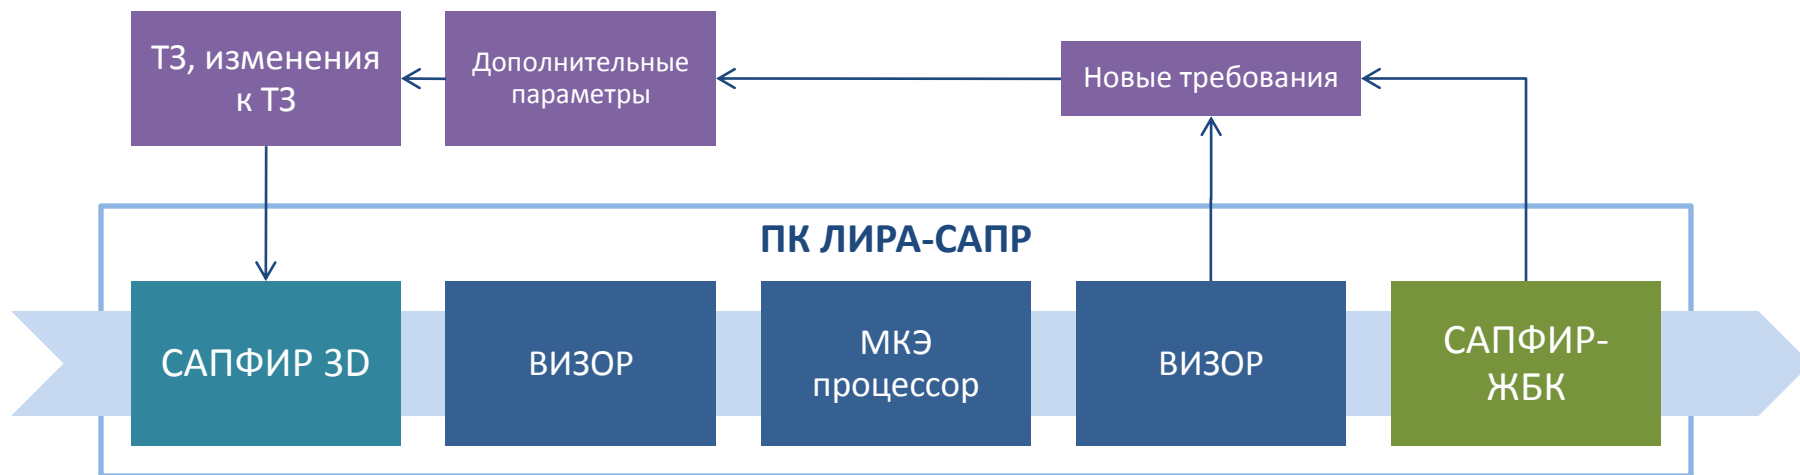 ТЗ, изменения
к ТЗ
Дополнительные
параметры
Новые требования
ПК ЛИРА-САПР
САПФИР 3D
ВИЗОР
МКЭ
процессор
ВИЗОР
САПФИР-
ЖБК